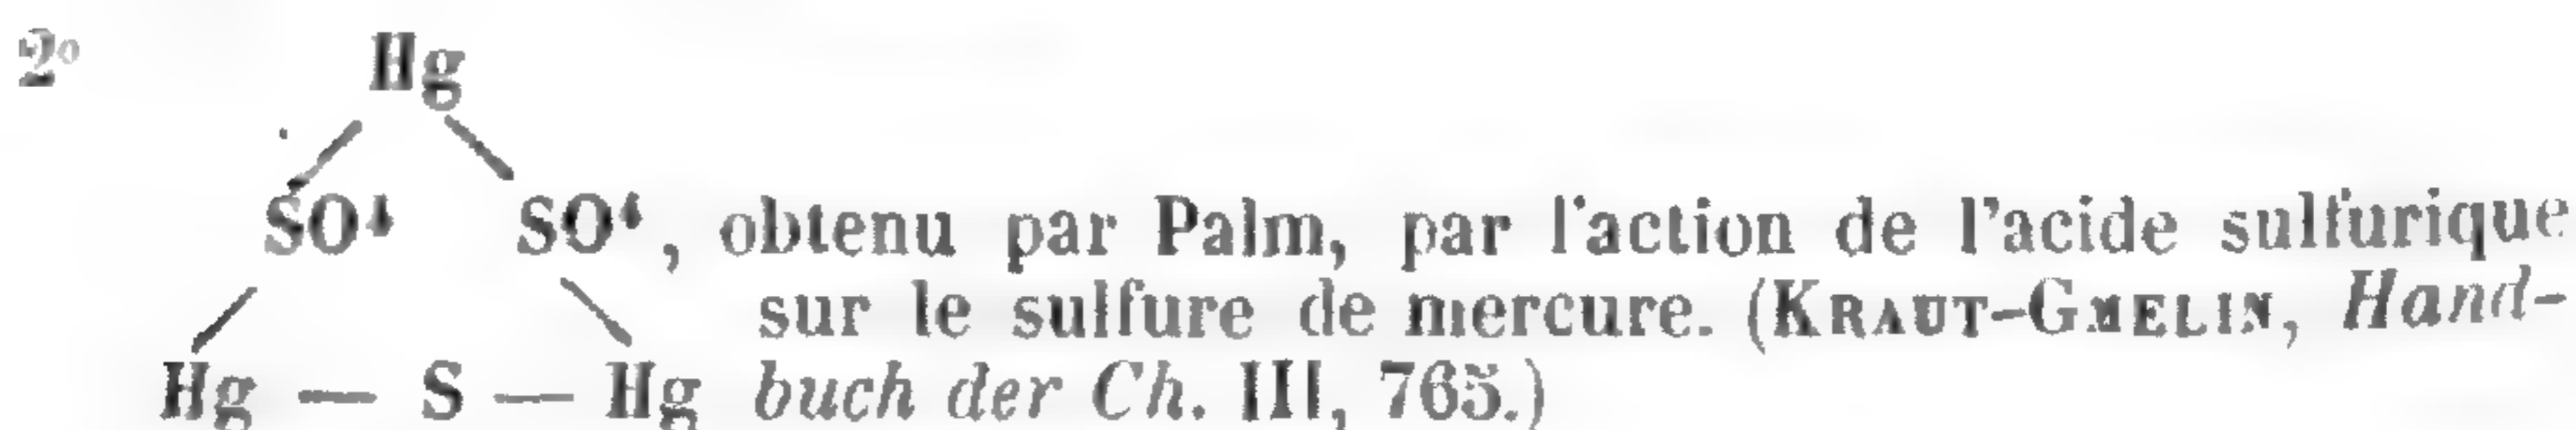 2° Hg
SO⁴ SO⁴, obtenu par Palm, par l'action de l'acide sulfurique
sur le sulfure de mercure. (KRAUT-GMELIN, Hand-
Hg — S — Hg buch der Ch. III, 765.)